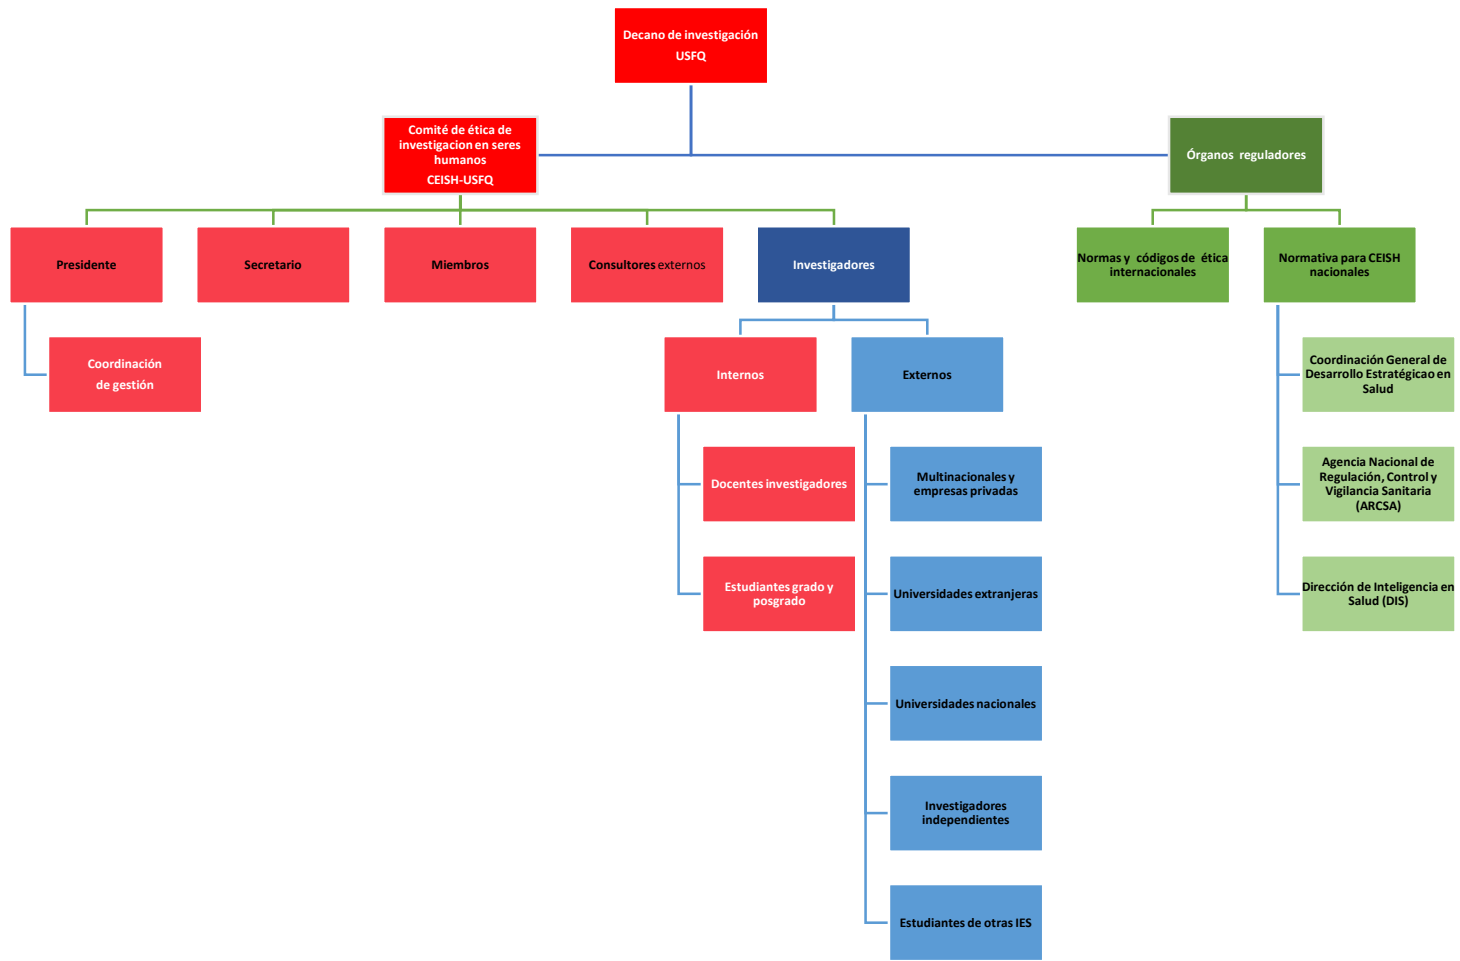 Decano de investigación
USFQ
Comité de ética de
investigacion en seres
humanos
CEISH-USFQ
Órganos reguladores
Presidente
Secretario
Miembros
Consultores externos
Investigadores
Normas y códigos de ética
internacionales
Normativa para CEISH
nacionales
Coordinación
de gestión
Internos
Externos
Coordinación General de
Desarrollo Estratégicao en
Salud
Docentes investigadores
Multinacionales y
empresas privadas
Agencia Nacional de
Regulación, Control y
Vigilancia Sanitaria
(ARCSA)
Estudiantes grado y
posgrado
Universidades extranjeras
Dirección de Inteligencia en
Salud (DIS)
Universidades nacionales
Investigadores
independientes
Estudiantes de otras IES